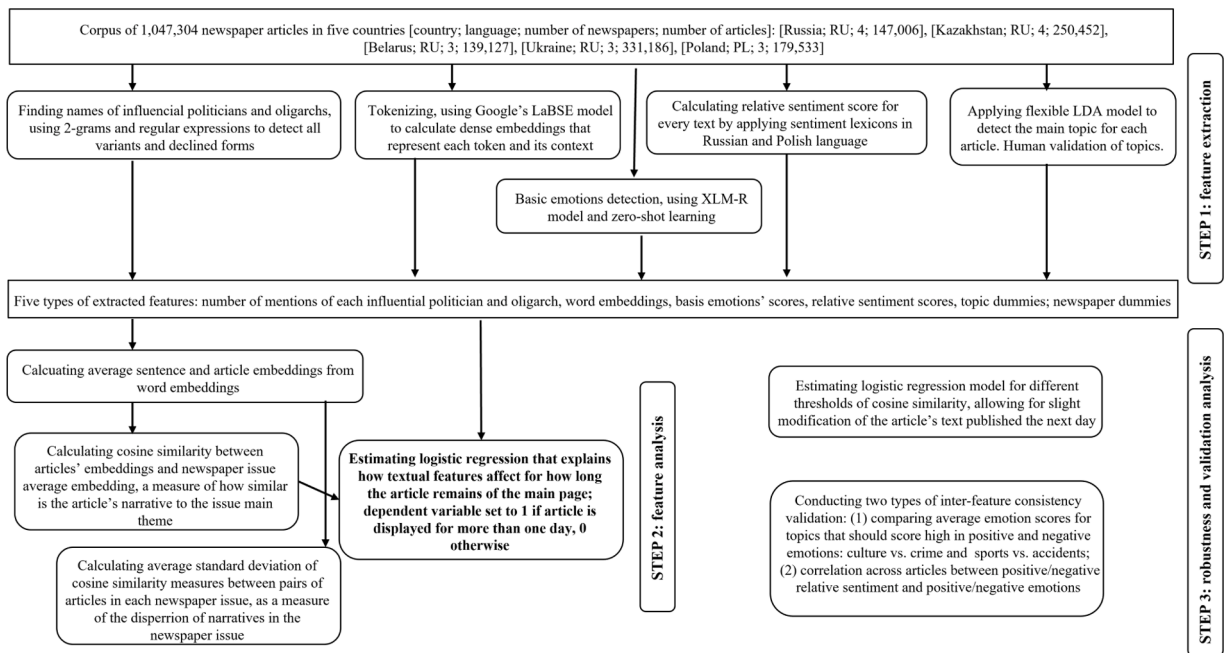 Corpus of 1,047,304 newspaper articles in five countries [country; language; number of newspapers; number of articles]: [Russia; RU; 4; 147,006], [Kazakhstan; RU; 4; 250,452],
[Belarus; RU; 3; 139,127], [Ukraine; RU; 3; 331,186], [Poland; PL; 3; 179,533]
Finding names of influencial politicians and oligarchs,
using 2-grams and regular expressions to detect all
variants and declined forms
Tokenizing, using Google's LaBSE model
to calculate dense embeddings that
represent each token and its context
Calculating relative sentiment score for
every text by applying sentiment lexicons in
Russian and Polish language
Applying flexible LDA model to
detect the main topic for each
article. Human validation of topics.
Basic emotions detection, using XLM-R
model and zero-shot learning
STEP 1: feature extraction
Five types of extracted features: number of mentions of each influential politician and oligarch, word embeddings, basis emotions' scores, relative sentiment scores, topic dummies; newspaper dummies
Calcuating average sentence and article embeddings from
word embeddings
Calculating cosine similarity between
articles' embeddings and newspaper issue
average embedding, a measure of how similar
is the article's narrative to the issue main
theme
Calculating average standard deviation of
cosine similarity measures between pairs of
articles in each newspaper issue, as a measure
of the disperrion of narratives in the
newspaper issue
Estimating logistic regression that explains
how textual features affect for how long
the article remains of the main page;
dependent variable set to 1 if article is
displayed for more than one day, 0
otherwise
STEP 2: feature analysis
Estimating logistic regression model for different
thresholds of cosine similarity, allowing for slight
modification of the article's text published the next day
Conducting two types of inter-feature consistency
validation: (1) comparing average emotion scores for
topics that should score high in positive and negative
emotions: culture vs. crime and sports vs. accidents;
(2) correlation across articles between positive/negative
relative sentiment and positive/negative emotions
STEP 3: robustness and validation analysis